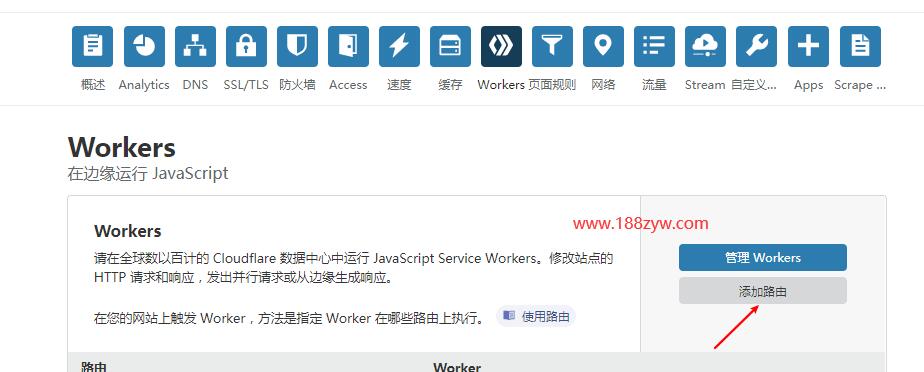 概述 Analytics DNS SSL/TLS 防火墙 Access 速度 缓存 Workers 页面规则 网络 流量 Stream 自定义... Apps Scrape ...
Workers
在边缘运行 JavaScript
Workers
www.188zyw.com
请在全球数以百计的 Cloudflare 数据中心中运行 JavaScript Service Workers。修改站点的
HTTP 请求和响应，发出并行请求或从边缘生成响应。
管理 Workers
添加路由
在您的网站上触发 Worker，方法是指定 Worker 在哪些路由上执行。 使用路由
路由 Worker